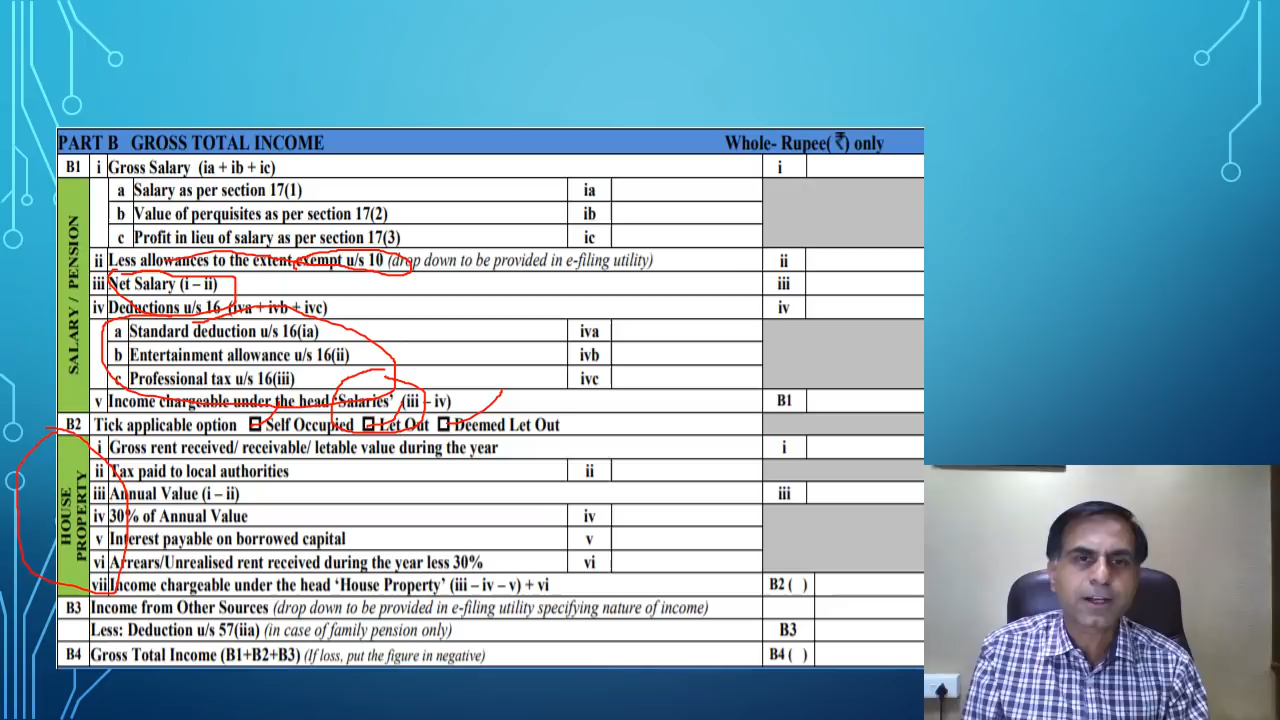 PART B GROSS TOTAL INCOME Whole- Rupee(₹) only
B1 i Gross Salary (ia + ib + ic) i
SALARY / PENSION
a Salary as per section 17(1) ia
b Value of perquisites as per section 17(2) ib
c Profit in lieu of salary as per section 17(3) ic
ii Less allowances to the extent exempt u/s 10 (drop down to be provided in e-filing utility) ii
iii Net Salary (i – ii) iii
iv Deductions u/s 16 (iva + ivb + ivc) iv
a Standard deduction u/s 16(ia) iva
b Entertainment allowance u/s 16(ii) ivb
c Professional tax u/s 16(iii) ivc
v Income chargeable under the head ‘Salaries’ (iii – iv) B1
B2 Tick applicable option Self Occupied Let Out Deemed Let Out
HOUSE PROPERTY
i Gross rent received/ receivable/ letable value during the year i
ii Tax paid to local authorities ii
iii Annual Value (i – ii) iii
iv 30% of Annual Value iv
v Interest payable on borrowed capital v
vi Arrears/Unrealised rent received during the year less 30% vi
vii Income chargeable under the head ‘House Property’ (iii – iv – v) + vi B2 ( )
B3 Income from Other Sources (drop down to be provided in e-filing utility specifying nature of income)
Less: Deduction u/s 57(iia) (in case of family pension only) B3
B4 Gross Total Income (B1+B2+B3) (If loss, put the figure in negative) B4 ( )